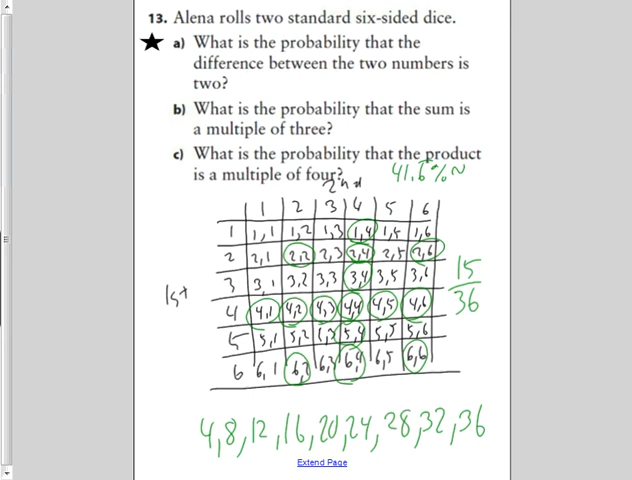 13. Alena rolls two standard six-sided dice.
a) What is the probability that the
difference between the two numbers is
two?
b) What is the probability that the sum is
a multiple of three?
c) What is the probability that the product
is a multiple of four?
41.6% ~
2nd
1 2 3 4 5 6
1 1,1 1,2 1,3 1,4 1,5 1,6
2 2,1 2,2 2,3 2,4 2,5 2,6
3 3,1 3,2 3,3 3,4 3,5 3,6
1st
4 4,1 4,2 4,3 4,4 4,5 4,6
5 5,1 5,2 5,3 5,4 5,5 5,6
6 6,1 6,2 6,3 6,4 6,5 6,6
15
36
4,8,12,16,20,24,28,32,36
Extend Page